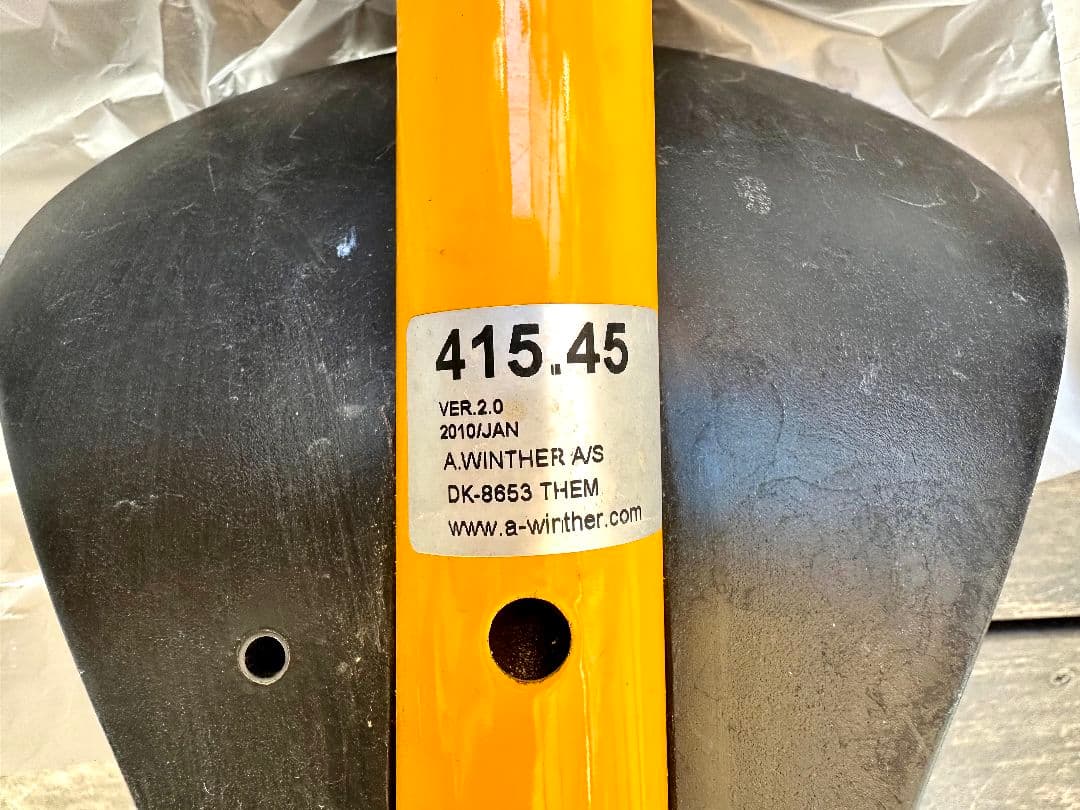 415.45
VER.2.0
2010/JAN
A.WINTHER A/S
DK-8653 THEM
www.a-winther.com